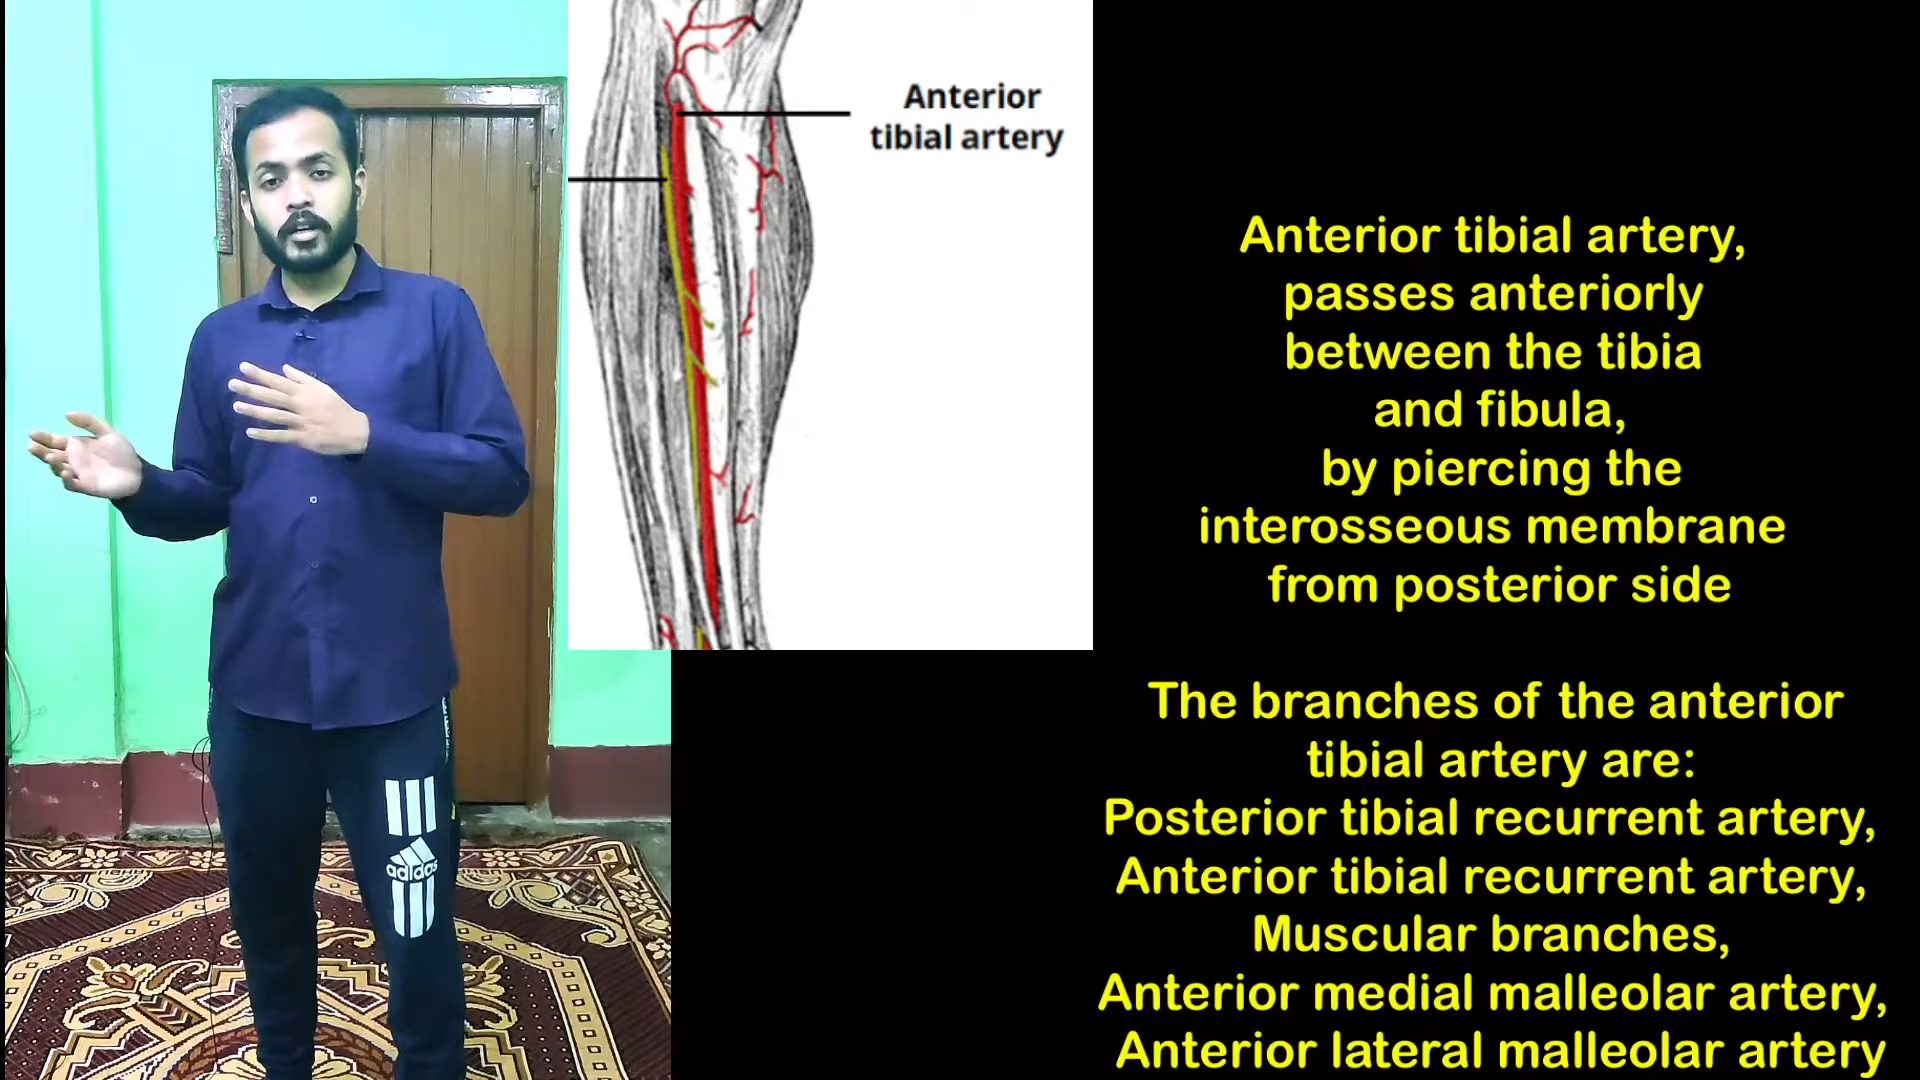 Anterior
tibial artery
Anterior tibial artery,
passes anteriorly
between the tibia
and fibula,
by piercing the
interosseous membrane
from posterior side
The branches of the anterior
tibial artery are:
Posterior tibial recurrent artery,
Anterior tibial recurrent artery,
Muscular branches,
Anterior medial malleolar artery,
Anterior lateral malleolar artery
adidas